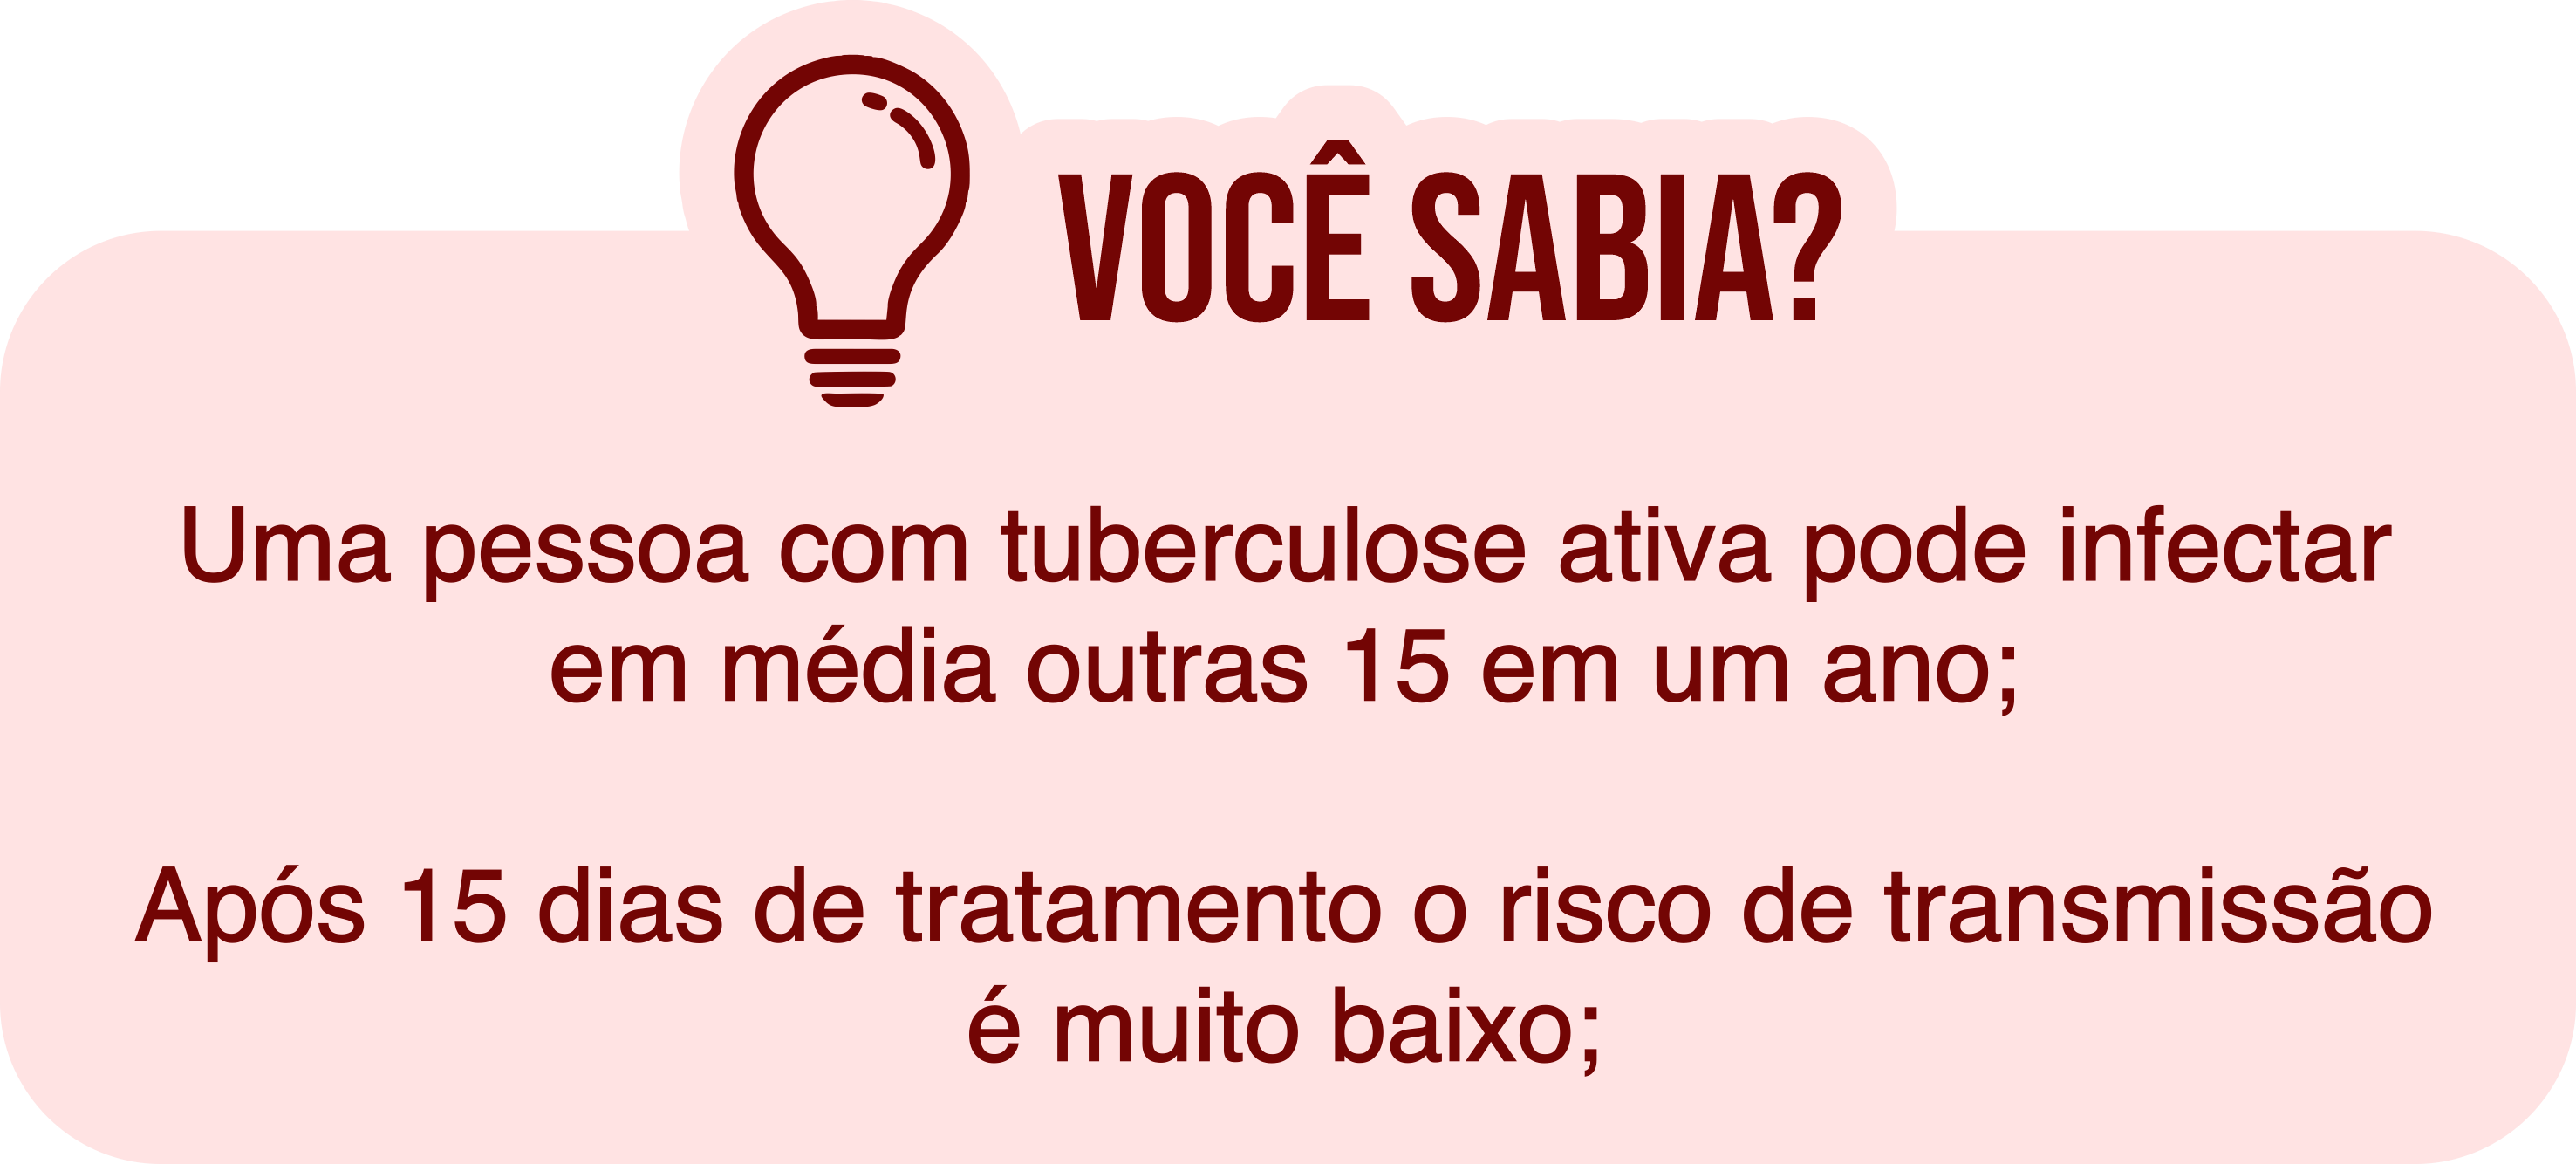 VOCÊ SABIA?
Uma pessoa com tuberculose ativa pode infectar
em média outras 15 em um ano;
Após 15 dias de tratamento o risco de transmissão
é muito baixo;